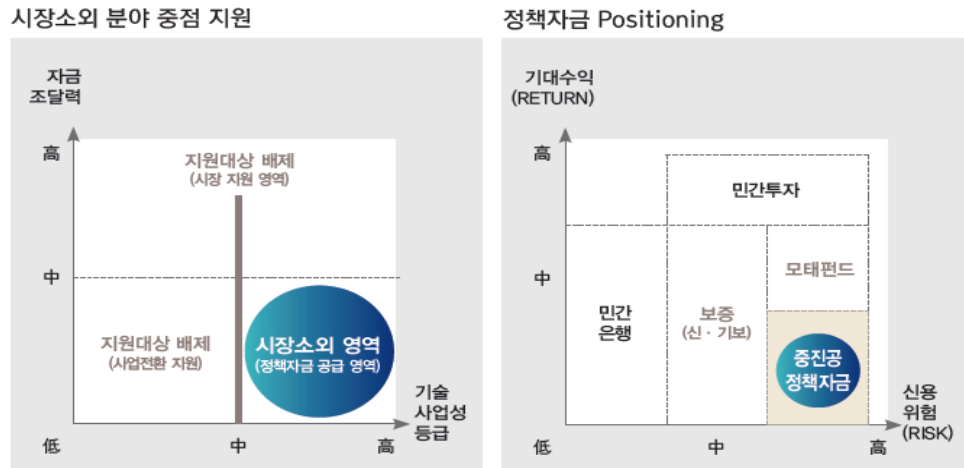 시장소외 분야 중점 지원
자금
조달력
高
지원대상 배제
(시장 지원 영역)
中
지원대상 배제
(사업전환 지원)
시장소외 영역
(정책자금 공급 영역)
기술
사업성
등급
低
中
高
정책자금 Positioning
기대수익
(RETURN)
高
민간투자
中
모태펀드
민간
은행
보증
(신 · 기보)
중진공
정책자금
신용
위험
(RISK)
低
中
高